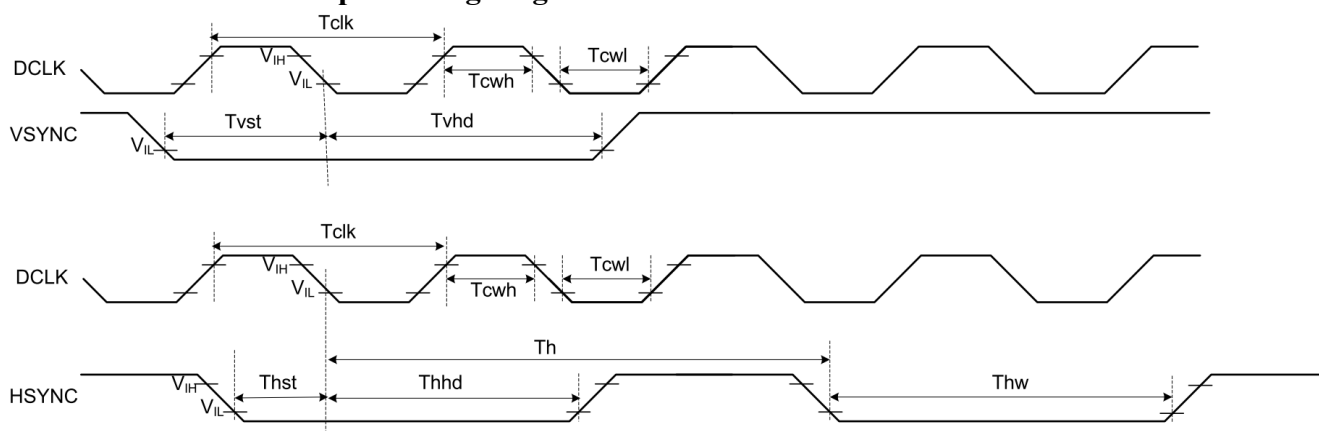 Tclk
DCLK
VIH
VIL
Tcwh
Tcwl
VSYNC
VIL
Tvst
Tvhd
Tclk
DCLK
VIH
VIL
Tcwh
Tcwl
Th
HSYNC
VIH
VIL
Thst
Thhd
Thw